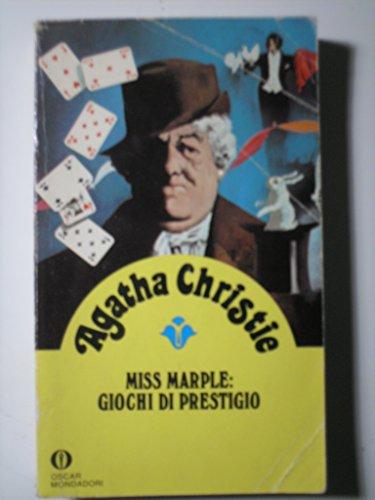 Agatha Christie
MISS MARPLE:
GIOCHI DI PRESTIGIO
OSCAR
MONDADORI